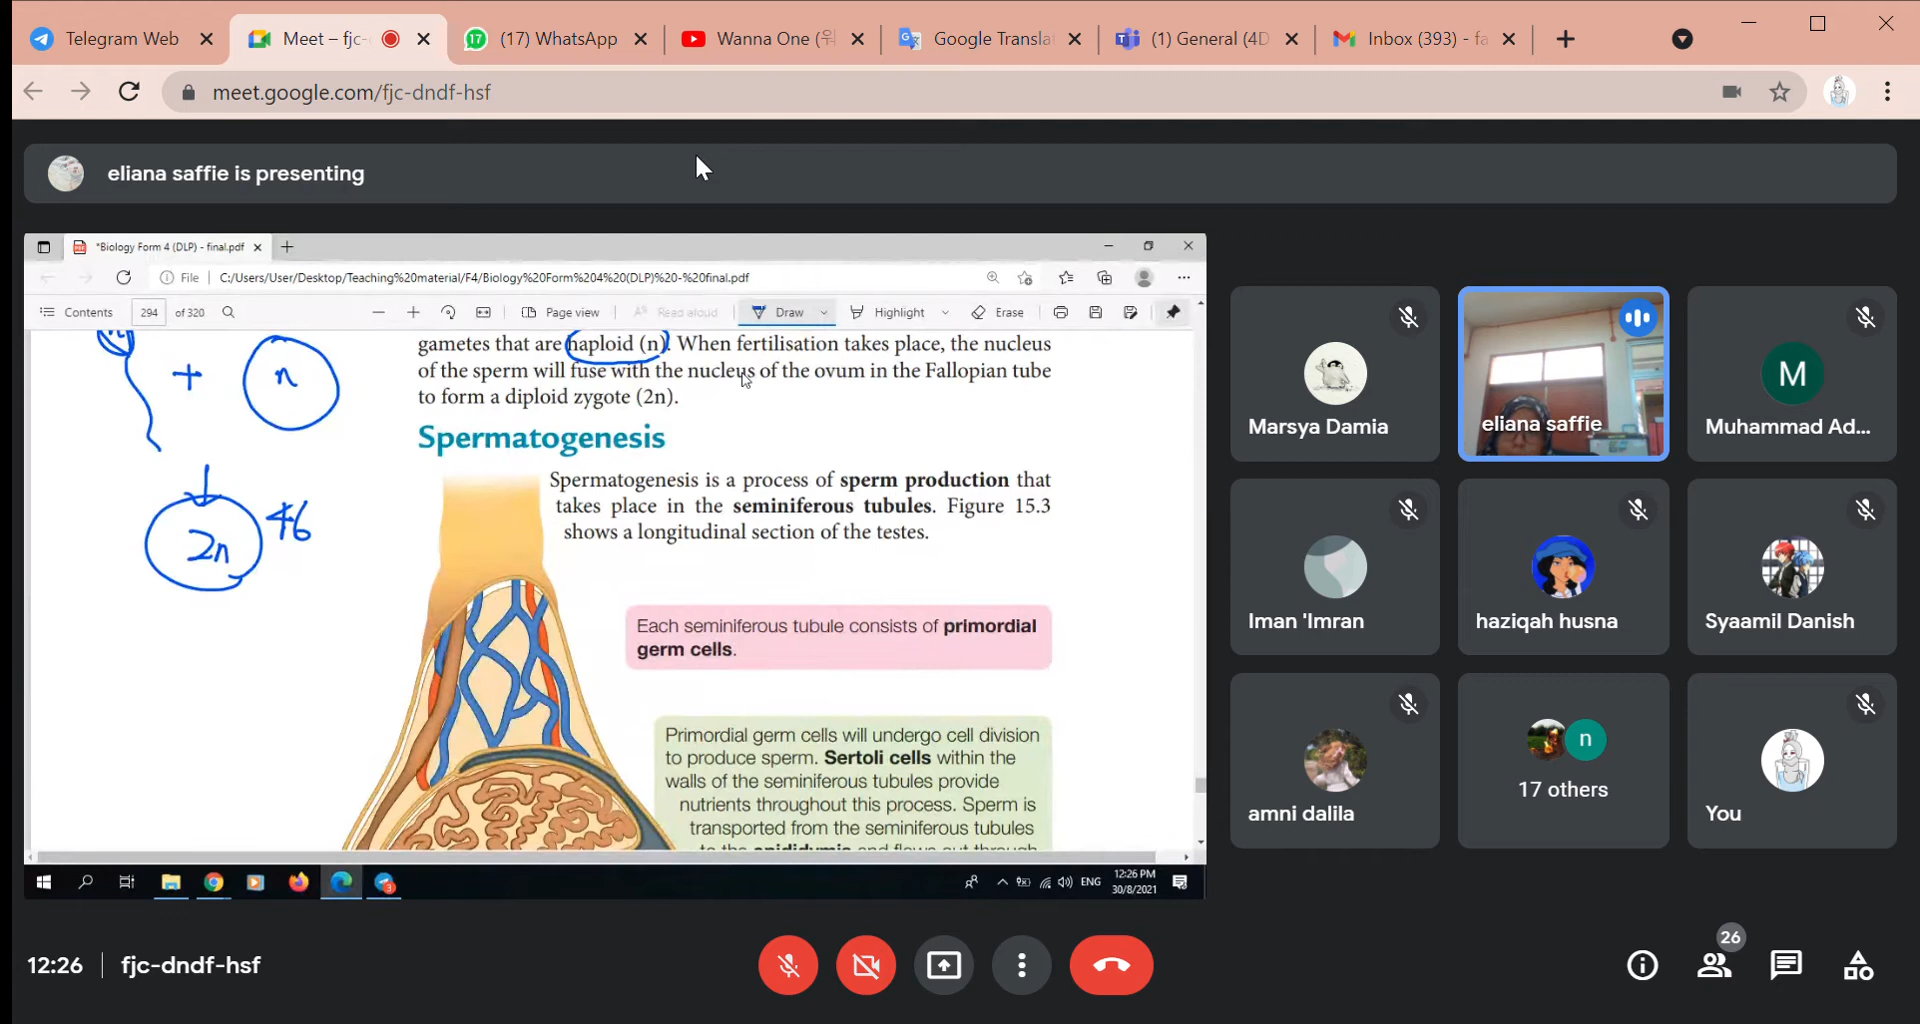 Telegram Web
Meet – fjc-
(17) WhatsApp
Wanna One (워
Google Translat
(1) General (4D
Inbox (393) - fa
meet.google.com/fjc-dndf-hsf
eliana saffie is presenting
*Biology Form 4 (DLP) - final.pdf
File
C:/Users/User/Desktop/Teaching%20material/F4/Biology%20Form%204%20(DLP)%20-%20final.pdf
Contents
294 of 320
Page view
Read aloud
Draw
Highlight
Erase
gametes that are haploid (n). When fertilisation takes place, the nucleus
of the sperm will fuse with the nucleus of the ovum in the Fallopian tube
to form a diploid zygote (2n).
+ n
2n 46
Spermatogenesis
Spermatogenesis is a process of sperm production that
takes place in the seminiferous tubules. Figure 15.3
shows a longitudinal section of the testes.
Each seminiferous tubule consists of primordial
germ cells.
Primordial germ cells will undergo cell division
to produce sperm. Sertoli cells within the
walls of the seminiferous tubules provide
nutrients throughout this process. Sperm is
transported from the seminiferous tubules
to the epididymis and flows out through
ENG
12:26 PM
30/8/2021
Marsya Damia
eliana saffie
M
Muhammad Ad...
Iman 'Imran
haziqah husna
Syaamil Danish
amni dalila
n
17 others
You
12:26
fjc-dndf-hsf
26